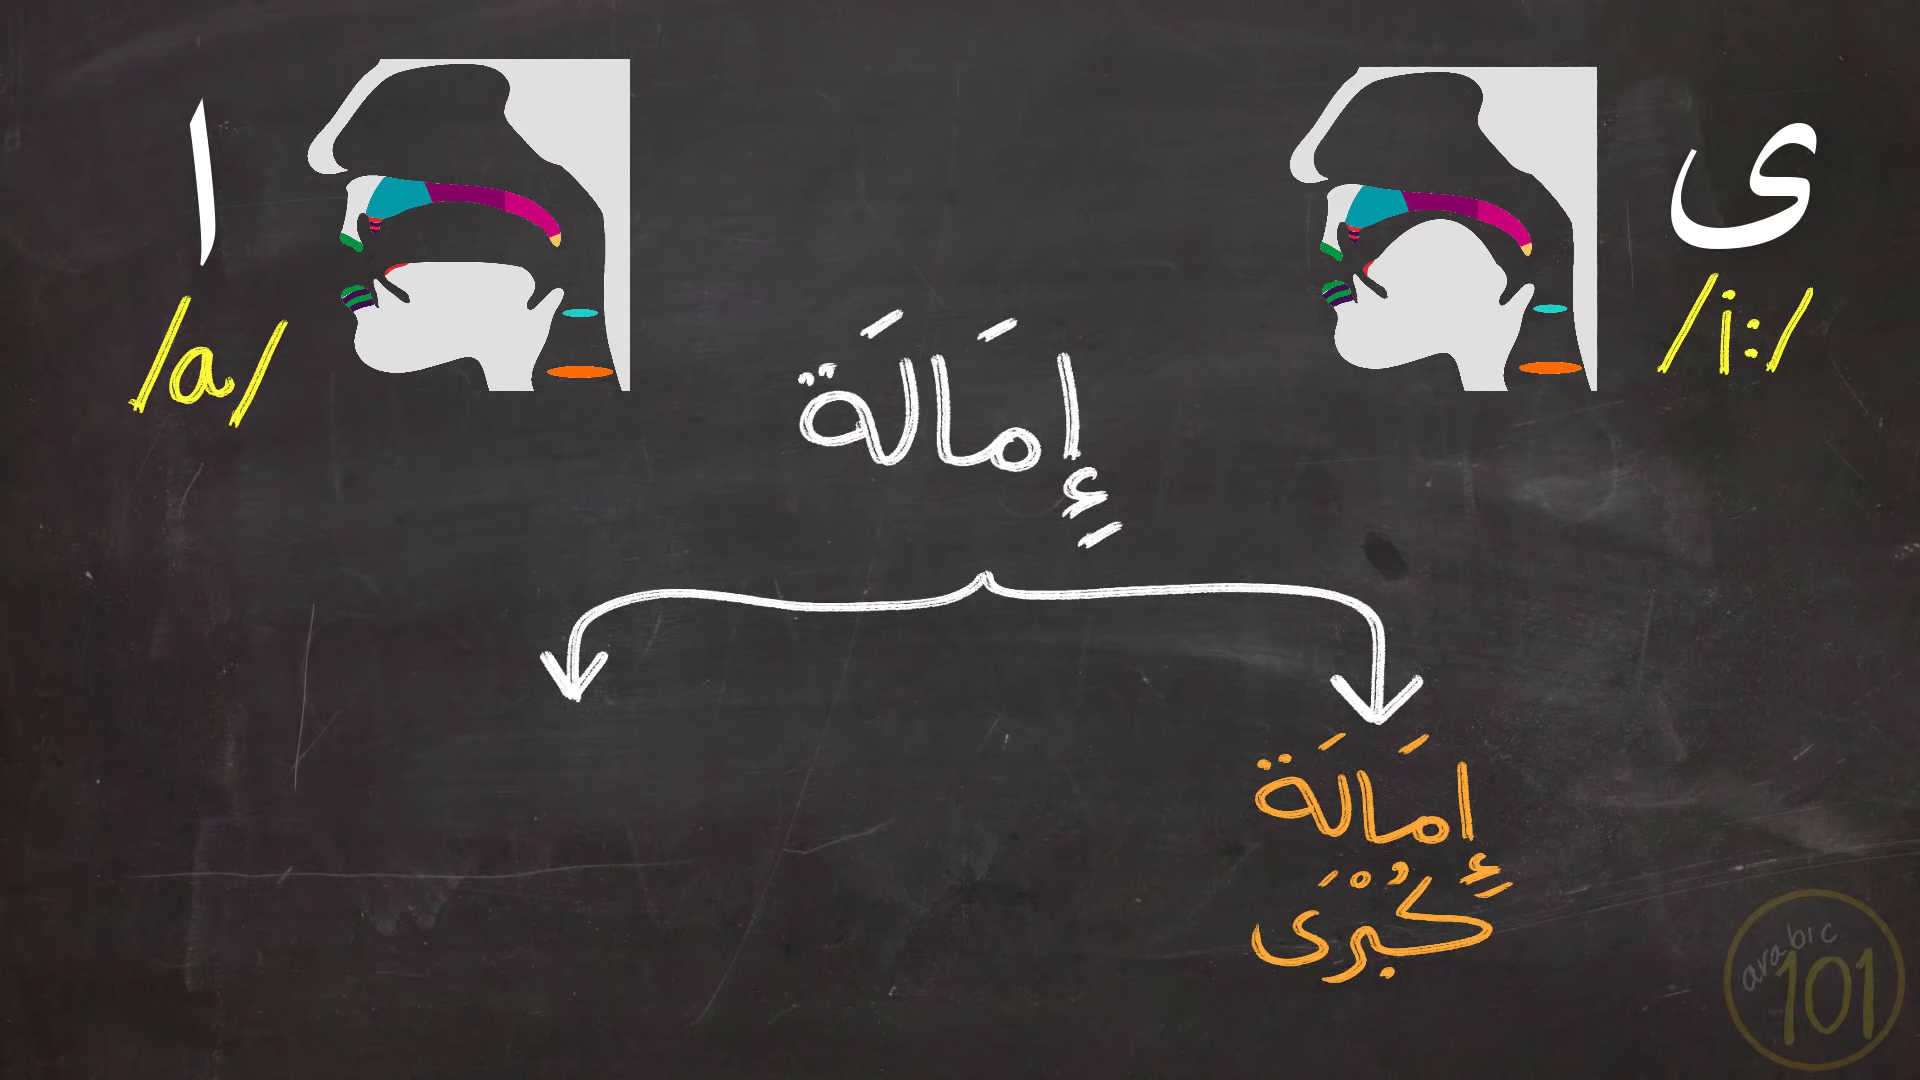 ا
/a/
ى
/i:/
إِمَالَة
إِمَالَة
كُبْرَى
arabic
101